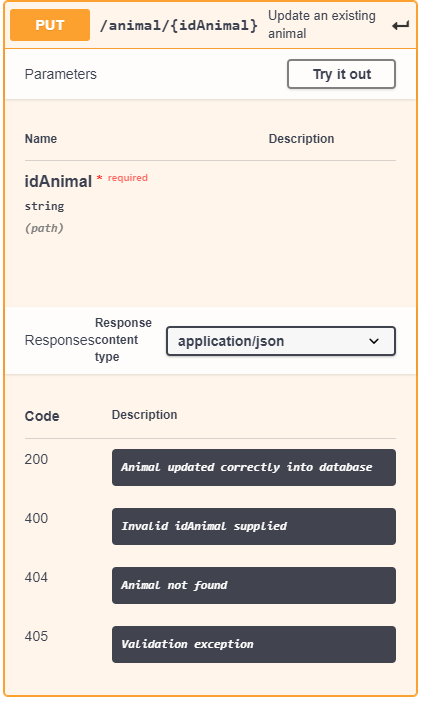 PUT /animal/{idAnimal} Update an existing
animal
Parameters Try it out
Name Description
idAnimal * required
string
(path)
Responses Response
content
type application/json
Code Description
200 Animal updated correctly into database
400 Invalid idAnimal supplied
404 Animal not found
405 Validation exception